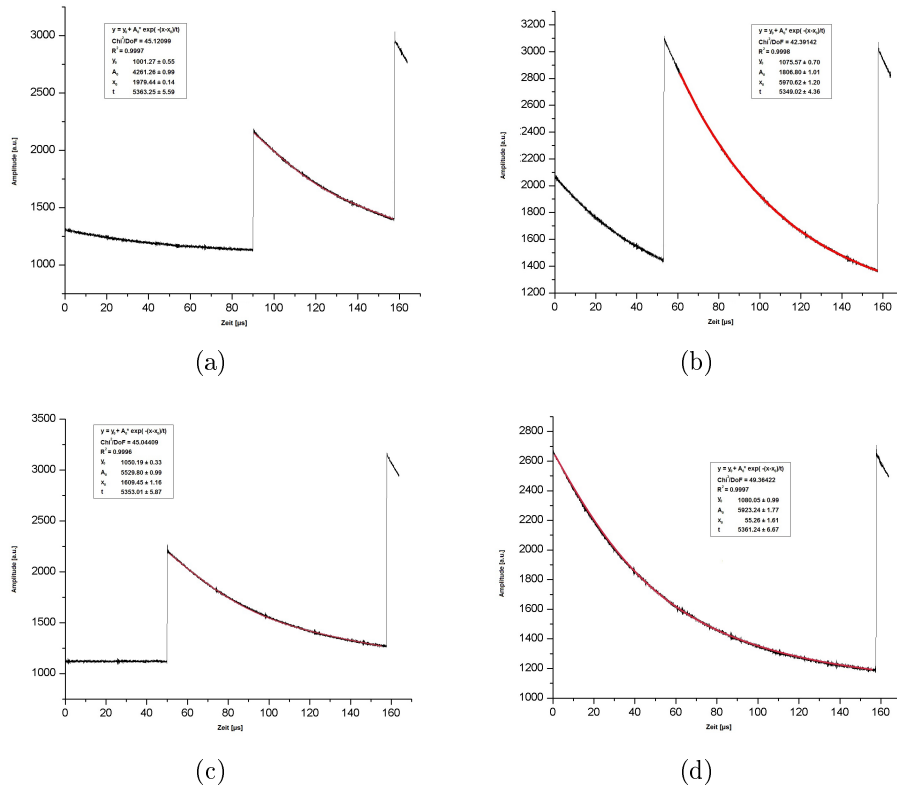 y = y₀+ A₀* exp( -(x-x₀)/t)
Chi²/DoF = 45.12099
R² = 0.9997
y₀ 1001.27 ± 0.55
A₀ 4261.26 ± 0.99
x₀ 1979.44 ± 0.14
t 5363.25 ± 5.59
3000
2500
2000
1500
1000
Amplitude [a.u.]
0 20 40 60 80 100 120 140 160
Zeit [µs]
(a)
y = y₀+ A₀* exp( -(x-x₀)/t)
Chi²/DoF = 42.39142
R² = 0.9998
y₀ 1075.57 ± 0.70
A₀ 1806.80 ± 1.01
x₀ 5970.62 ± 1.20
t 5349.02 ± 4.36
3200
3000
2800
2600
2400
2200
2000
1800
1600
1400
1200
Amplitude [a.u.]
0 20 40 60 80 100 120 140 160
Zeit [µs]
(b)
y = y₀+ A₀* exp( -(x-x₀)/t)
Chi²/DoF = 45.04409
R² = 0.9996
y₀ 1050.19 ± 0.33
A₀ 5529.80 ± 0.99
x₀ 1609.45 ± 1.16
t 5353.01 ± 5.87
3500
3000
2500
2000
1500
1000
Amplitude [a.u.]
0 20 40 60 80 100 120 140 160
Zeit [µs]
(c)
y = y₀+ A₀* exp( -(x-x₀)/t)
Chi²/DoF = 49.36422
R² = 0.9997
y₀ 1080.05 ± 0.99
A₀ 5923.24 ± 1.77
x₀ 55.26 ± 1.61
t 5361.24 ± 6.67
2800
2600
2400
2200
2000
1800
1600
1400
1200
1000
Amplitude [a.u.]
0 20 40 60 80 100 120 140 160
Zeit [µs]
(d)